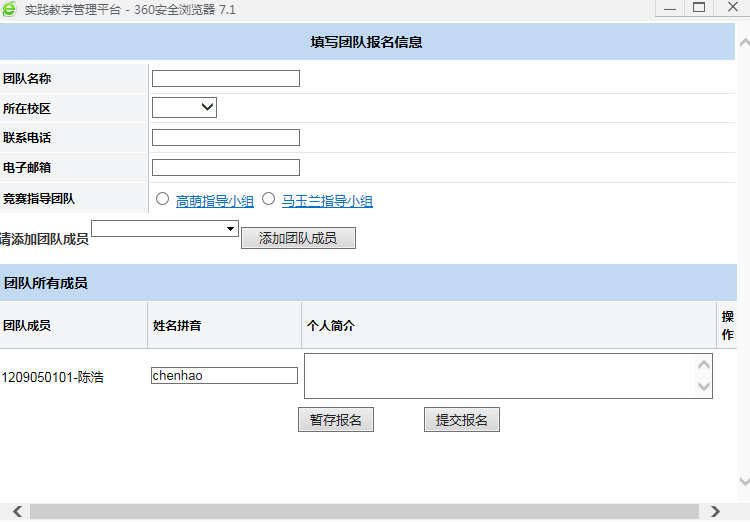 实践教学管理平台 - 360安全浏览器 7.1
填写团队报名信息
团队名称
所在校区
联系电话
电子邮箱
竞赛指导团队 高萌指导小组 马玉兰指导小组
请添加团队成员 添加团队成员
团队所有成员
团队成员 姓名拼音 个人简介 操作
1209050101-陈浩 chenhao
暂存报名 提交报名